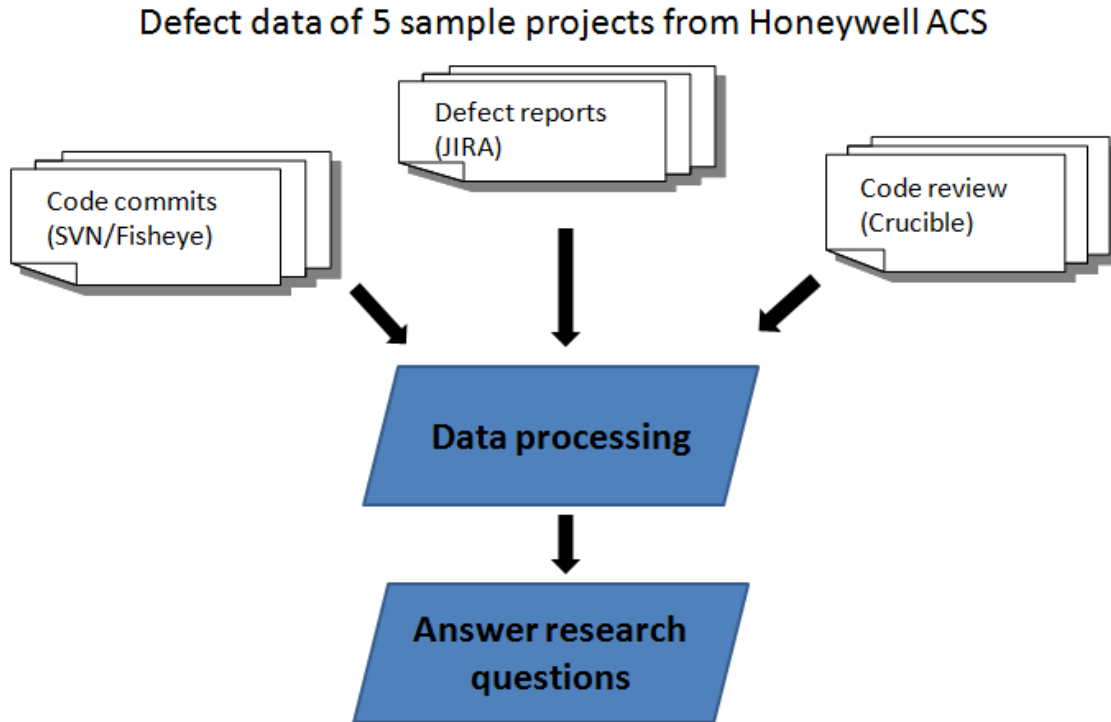 Defect data of 5 sample projects from Honeywell ACS
Defect reports
(JIRA)
Code commits
(SVN/Fisheye)
Code review
(Crucible)
Data processing
Answer research
questions